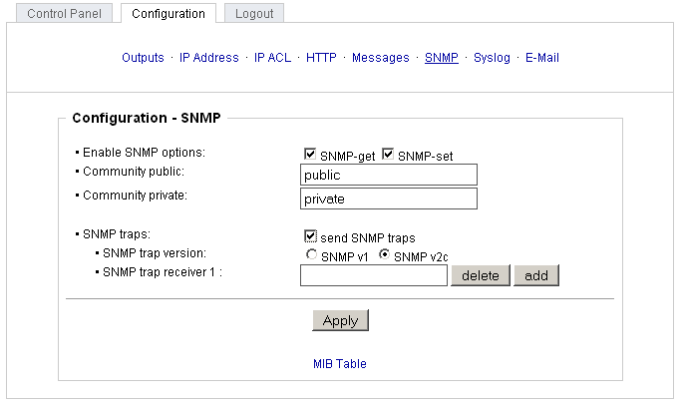 Control Panel Configuration Logout
Outputs · IP Address · IP ACL · HTTP · Messages · SNMP · Syslog · E-Mail
Configuration - SNMP
▪ Enable SNMP options: SNMP-get SNMP-set
▪ Community public: public
▪ Community private: private
▪ SNMP traps: send SNMP traps
▪ SNMP trap version: SNMP v1 SNMP v2c
▪ SNMP trap receiver 1 : delete add
Apply
MIB Table